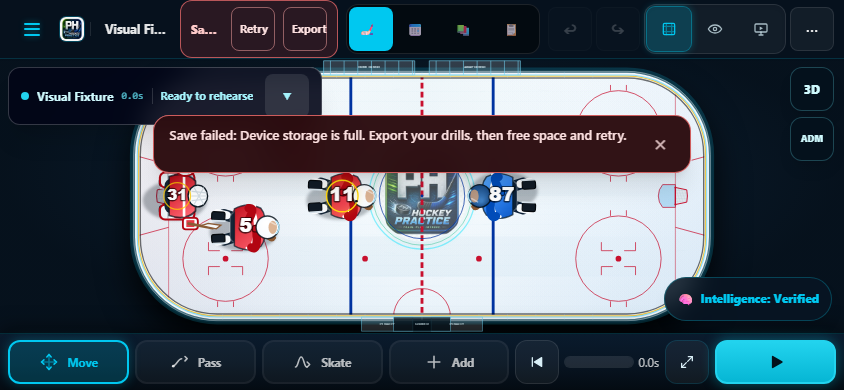 PH
Visual Fi...
Sa...
Retry
Export
...
Visual Fixture 0.0s Ready to rehearse
▼
3D
Save failed: Device storage is full. Export your drills, then free space and retry.
×
ADM
31
11
87
5
PH
HOCKEY
PRACTICE
Intelligence: Verified
Move
Pass
Skate
Add
0.0s